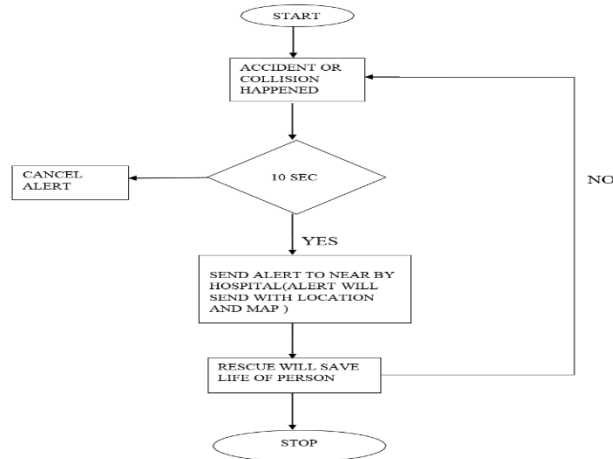 START
ACCIDENT OR
COLLISION
HAPPENED
10 SEC
CANCEL
ALERT
NO
YES
SEND ALERT TO NEAR BY
HOSPITAL(ALERT WILL
SEND WITH LOCATION
AND MAP )
RESCUE WILL SAVE
LIFE OF PERSON
STOP